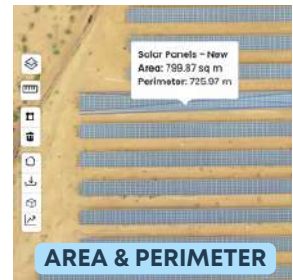 Solar Panels - New
Area: 799.87 sq m
Perimeter: 725.97 m
AREA & PERIMETER